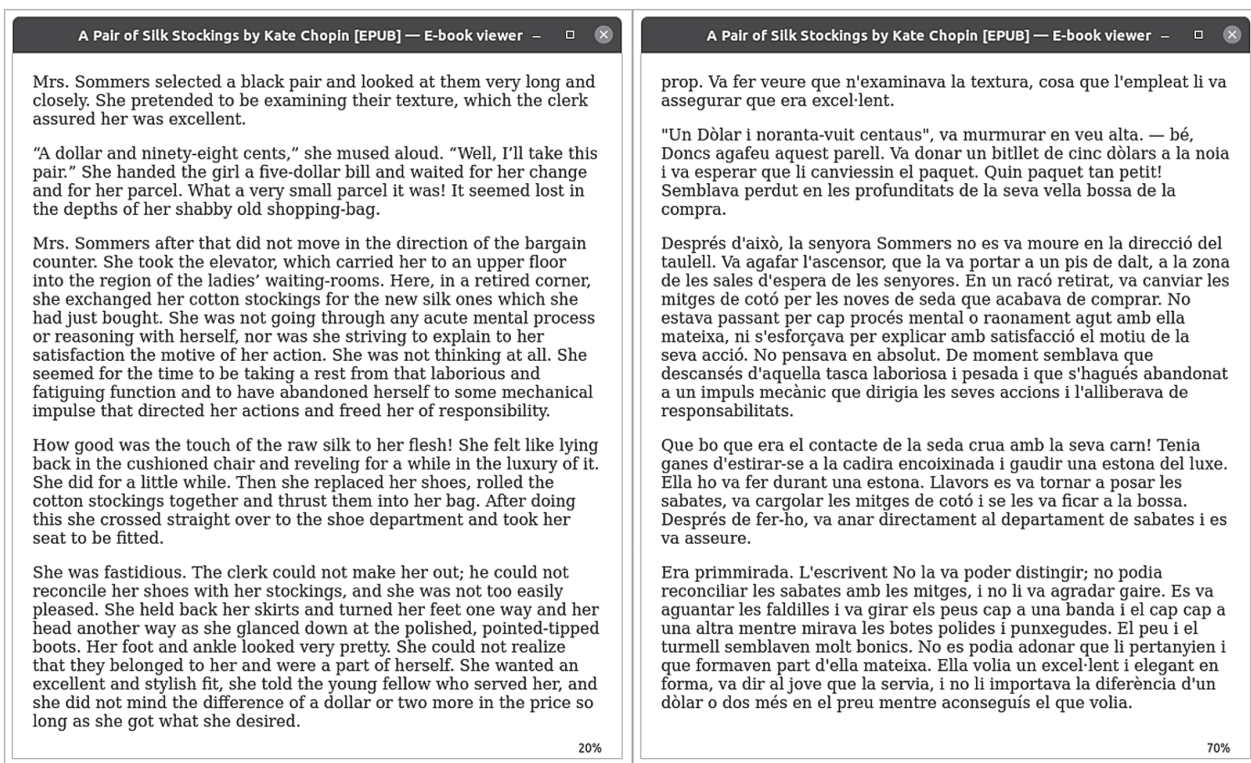 A Pair of Silk Stockings by Kate Chopin [EPUB] — E-book viewer
Mrs. Sommers selected a black pair and looked at them very long and
closely. She pretended to be examining their texture, which the clerk
assured her was excellent.
“A dollar and ninety-eight cents,” she mused aloud. “Well, I’ll take this
pair.” She handed the girl a five-dollar bill and waited for her change
and for her parcel. What a very small parcel it was! It seemed lost in
the depths of her shabby old shopping-bag.
Mrs. Sommers after that did not move in the direction of the bargain
counter. She took the elevator, which carried her to an upper floor
into the region of the ladies’ waiting-rooms. Here, in a retired corner,
she exchanged her cotton stockings for the new silk ones which she
had just bought. She was not going through any acute mental process
or reasoning with herself, nor was she striving to explain to her
satisfaction the motive of her action. She was not thinking at all. She
seemed for the time to be taking a rest from that laborious and
fatiguing function and to have abandoned herself to some mechanical
impulse that directed her actions and freed her of responsibility.
How good was the touch of the raw silk to her flesh! She felt like lying
back in the cushioned chair and reveling for a while in the luxury of it.
She did for a little while. Then she replaced her shoes, rolled the
cotton stockings together and thrust them into her bag. After doing
this she crossed straight over to the shoe department and took her
seat to be fitted.
She was fastidious. The clerk could not make her out; he could not
reconcile her shoes with her stockings, and she was not too easily
pleased. She held back her skirts and turned her feet one way and her
head another way as she glanced down at the polished, pointed-tipped
boots. Her foot and ankle looked very pretty. She could not realize
that they belonged to her and were a part of herself. She wanted an
excellent and stylish fit, she told the young fellow who served her, and
she did not mind the difference of a dollar or two more in the price so
long as she got what she desired.
20%
A Pair of Silk Stockings by Kate Chopin [EPUB] — E-book viewer
prop. Va fer veure que n'examinava la textura, cosa que l'empleat li va
assegurar que era excel·lent.
"Un Dòlar i noranta-vuit centaus", va murmurar en veu alta. — bé,
Doncs agafeu aquest parell. Va donar un bitllet de cinc dòlars a la noia
i va esperar que li canviessin el paquet. Quin paquet tan petit!
Semblava perdut en les profunditats de la seva vella bossa de la
compra.
Després d'això, la senyora Sommers no es va moure en la direcció del
taulell. Va agafar l'ascensor, que la va portar a un pis de dalt, a la zona
de les sales d'espera de les senyores. En un racó retirat, va canviar les
mitges de cotó per les noves de seda que acabava de comprar. No
estava passant per cap procés mental o raonament agut amb ella
mateixa, ni s'esforçava per explicar amb satisfacció el motiu de la
seva acció. No pensava en absolut. De moment semblava que
descansés d'aquella tasca laboriosa i pesada i que s'hagués abandonat
a un impuls mecànic que dirigia les seves accions i l'alliberava de
responsabilitats.
Que bo que era el contacte de la seda crua amb la seva carn! Tenia
ganes d'estirar-se a la cadira encoixinada i gaudir una estona del luxe.
Ella ho va fer durant una estona. Llavors es va tornar a posar les
sabates, va cargolar les mitges de cotó i se les va ficar a la bossa.
Després de fer-ho, va anar directament al departament de sabates i es
va asseure.
Era primmirada. L'escrivent No la va poder distingir; no podia
reconciliar les sabates amb les mitges, i no li va agradar gaire. Es va
aguantar les faldilles i va girar els peus cap a una banda i el cap cap a
una altra mentre mirava les botes polides i punxegudes. El peu i el
turmell semblaven molt bonics. No es podia adonar que li pertanyien i
que formaven part d'ella mateixa. Ella volia un excel·lent i elegant en
forma, va dir al jove que la servia, i no li importava la diferència d'un
dòlar o dos més en el preu mentre aconseguís el que volia.
70%